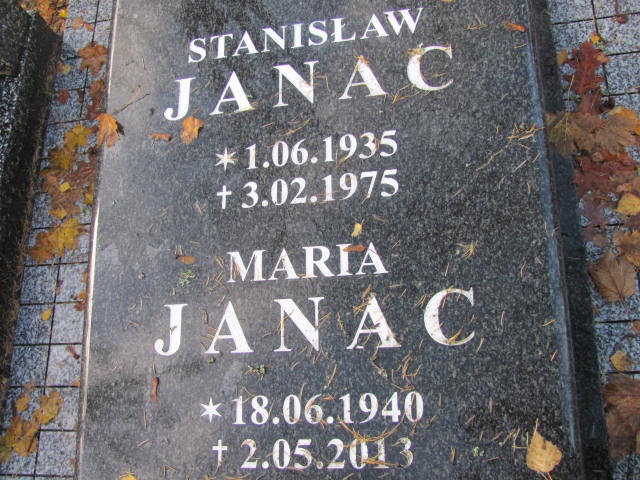 STANISŁAW
JANAC
* 1.06.1935
† 3.02.1975
MARIA
JANAC
* 18.06.1940
† 2.05.2013